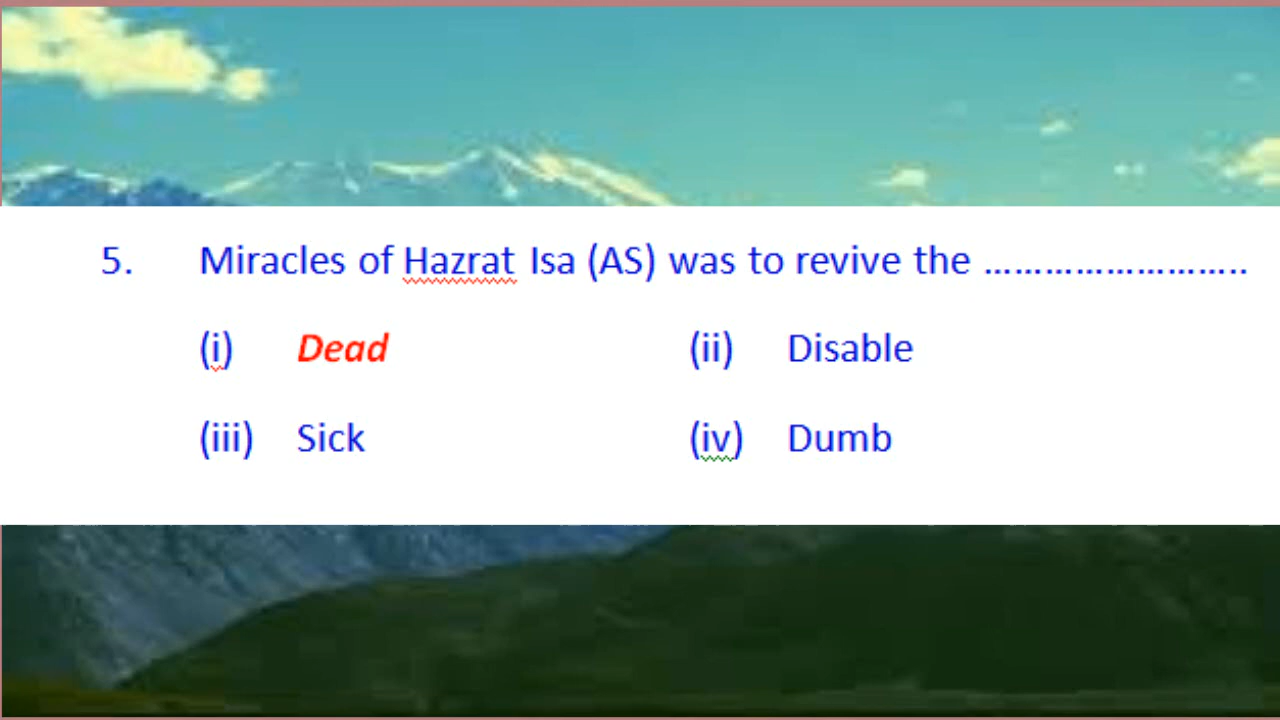 5. Miracles of Hazrat Isa (AS) was to revive the ……………………..
(i) Dead (ii) Disable
(iii) Sick (iv) Dumb